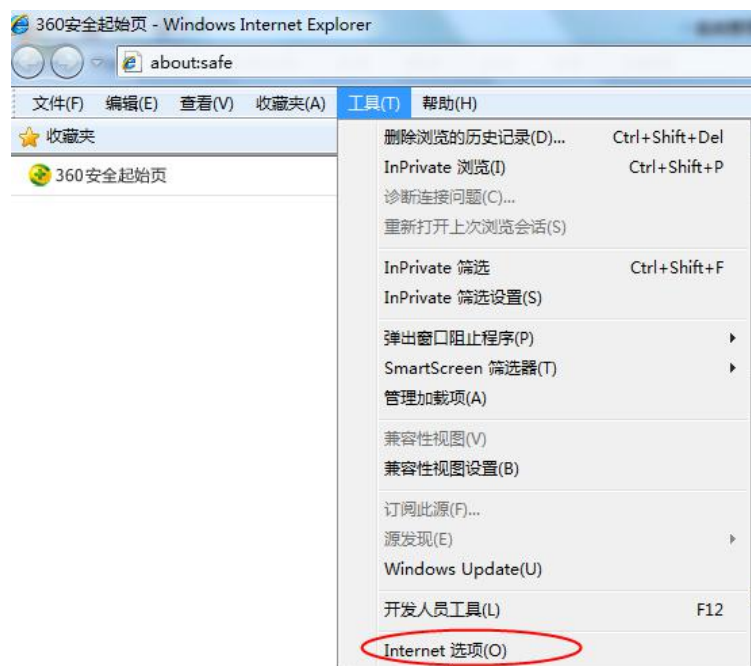 360安全起始页 - Windows Internet Explorer
about:safe
文件(F) 编辑(E) 查看(V) 收藏夹(A) 工具(T) 帮助(H)
收藏夹
360安全起始页
删除浏览的历史记录(D)... Ctrl+Shift+Del
InPrivate 浏览(I) Ctrl+Shift+P
诊断连接问题(C)...
重新打开上次浏览会话(S)
InPrivate 筛选 Ctrl+Shift+F
InPrivate 筛选设置(S)
弹出窗口阻止程序(P)
SmartScreen 筛选器(T)
管理加载项(A)
兼容性视图(V)
兼容性视图设置(B)
订阅此源(F)...
源发现(E)
Windows Update(U)
开发人员工具(L) F12
Internet 选项(O)